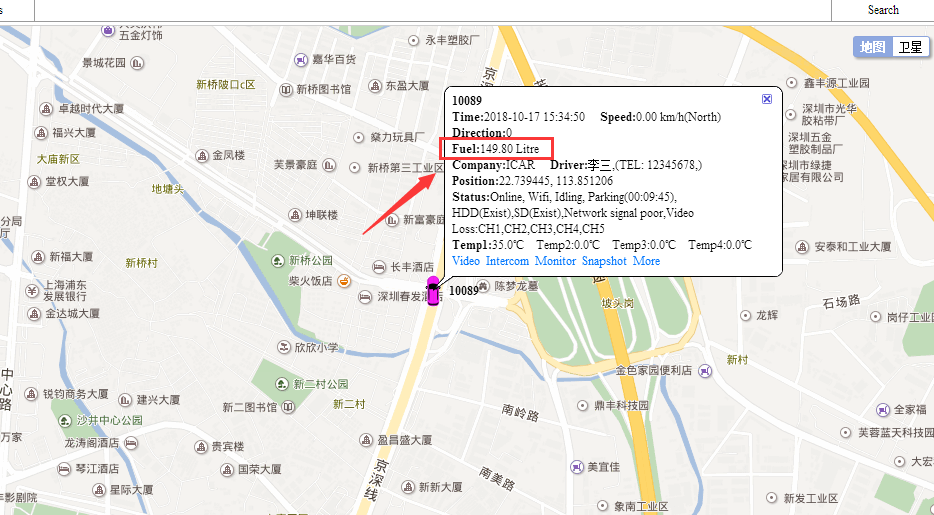 s
Search
五金灯饰
永丰塑胶厂
地图 卫星
景城花园
嘉华百货
京
新桥陂口c区
新桥图书馆
东盈大厦
鑫丰源工业园
卓越时代大厦
10089
Time:2018-10-17 15:34:50 Speed:0.00 km/h(North)
Direction:0
Fuel:149.80 Litre
Company:ICAR Driver:李三,(TEL: 12345678,)
Position:22.739445, 113.851206
Status:Online, Wifi, Idling, Parking(00:09:45),
HDD(Exist),SD(Exist),Network signal poor,Video
Loss:CH1,CH2,CH3,CH4,CH5
Temp1:35.0℃ Temp2:0.0℃ Temp3:0.0℃ Temp4:0.0℃
Video Intercom Monitor Snapshot More
深圳市光华
胶粘带厂
福兴大厦
燊力玩具厂
深圳五金
塑胶制品厂
大庙新区
金凤楼
芙景豪庭
新桥第三工业区
深圳市绿捷
家居有限公司
堂权大厦
地塘头
坤联楼
新富豪庭
分局
厅
安泰和工业大厦
新福大厦
新桥村
新桥公园
长丰酒店
柴火饭店
上海浦东
发展银行
深圳春发酒店
10089
陈梦龙墓
坡头岗
石场路
金达城大厦
龙辉
岗仔工业
欣欣小学
新村
中
心
路
金色家园便利店
新二村公园
锐钧商务大厦
建兴大厦
新二图书馆
新二村
南岭路
鼎丰科技园
全家福
沙井中心公园
万家
龙涛阁酒店
贵宾楼
盈昌盛大厦
芙蓉蓝天科技园
琴江酒店
国荣大厦
京深线
南美路
美宜佳
大宏
星际大厦
新新大厦
丰影剧院
象南工业区
新发工业区